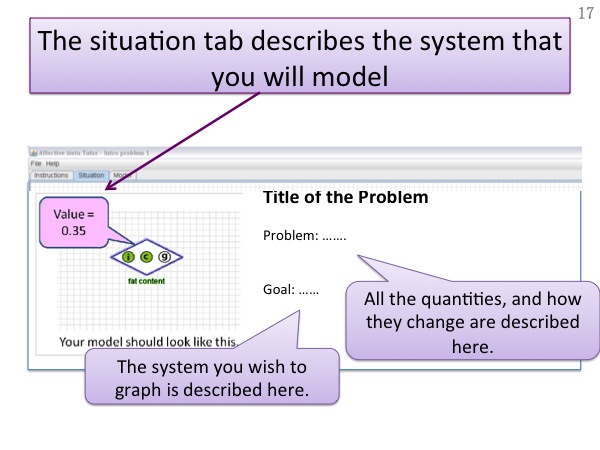 17
The situation tab describes the system that
you will model
Affective Meta Tutor - Intro problem 1
File Help
Instructions Situation Model
Title of the Problem
Value =
0.35
Problem: .......
i c g
fat content
Goal: ......
All the quantities, and how
they change are described
here.
Your model should look like this
The system you wish to
graph is described here.